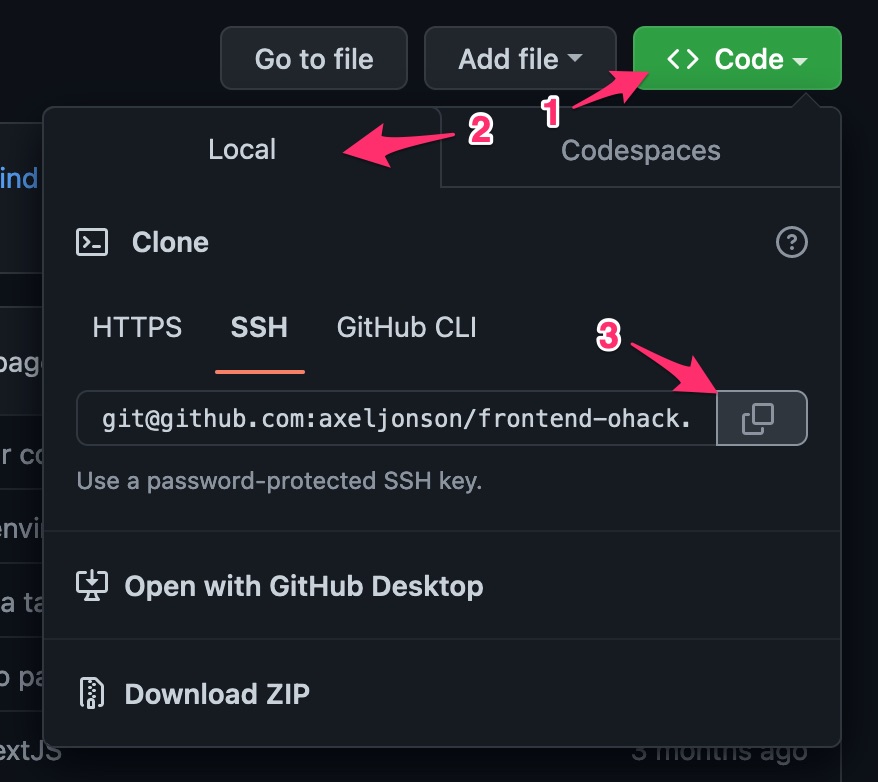 Go to file
Add file
<> Code
1
2
Local
Codespaces
ind
Clone
?
HTTPS
SSH
GitHub CLI
3
pag
git@github.com:axeljonson/frontend-ohack.
r co
Use a password-protected SSH key.
envi
Open with GitHub Desktop
a ta
o pa
Download ZIP
extJS
3 months ago